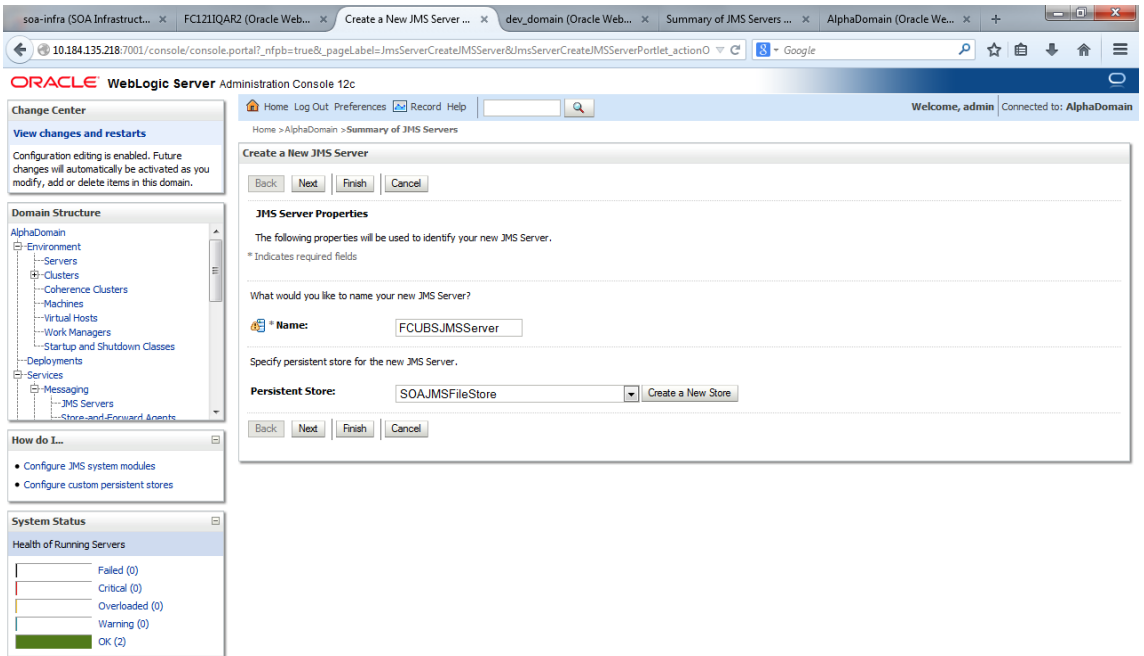 soa-infra (SOA Infrastruct... ×
FC121IQAR2 (Oracle Web... ×
Create a New JMS Server ... ×
dev_domain (Oracle Web... ×
Summary of JMS Servers ... ×
AlphaDomain (Oracle We... ×
+
10.184.135.218:7001/console/console.portal?_nfpb=true&_pageLabel=JmsServerCreateJMSServer&JmsServerCreateJMSServerPortlet_actionO
Google
ORACLE WebLogic Server Administration Console 12c
Change Center
View changes and restarts
Configuration editing is enabled. Future
changes will automatically be activated as you
modify, add or delete items in this domain.
Domain Structure
AlphaDomain
Environment
Servers
Clusters
Coherence Clusters
Machines
Virtual Hosts
Work Managers
Startup and Shutdown Classes
Deployments
Services
Messaging
JMS Servers
Store-and-Forward Agents
How do I...
Configure JMS system modules
Configure custom persistent stores
System Status
Health of Running Servers
Failed (0)
Critical (0)
Overloaded (0)
Warning (0)
OK (2)
Home Log Out Preferences Record Help
Welcome, admin Connected to: AlphaDomain
Home >AlphaDomain >Summary of JMS Servers
Create a New JMS Server
Back Next Finish Cancel
JMS Server Properties
The following properties will be used to identify your new JMS Server.
* Indicates required fields
What would you like to name your new JMS Server?
* Name: FCUBSJMSServer
Specify persistent store for the new JMS Server.
Persistent Store: SOAJMSFileStore Create a New Store
Back Next Finish Cancel